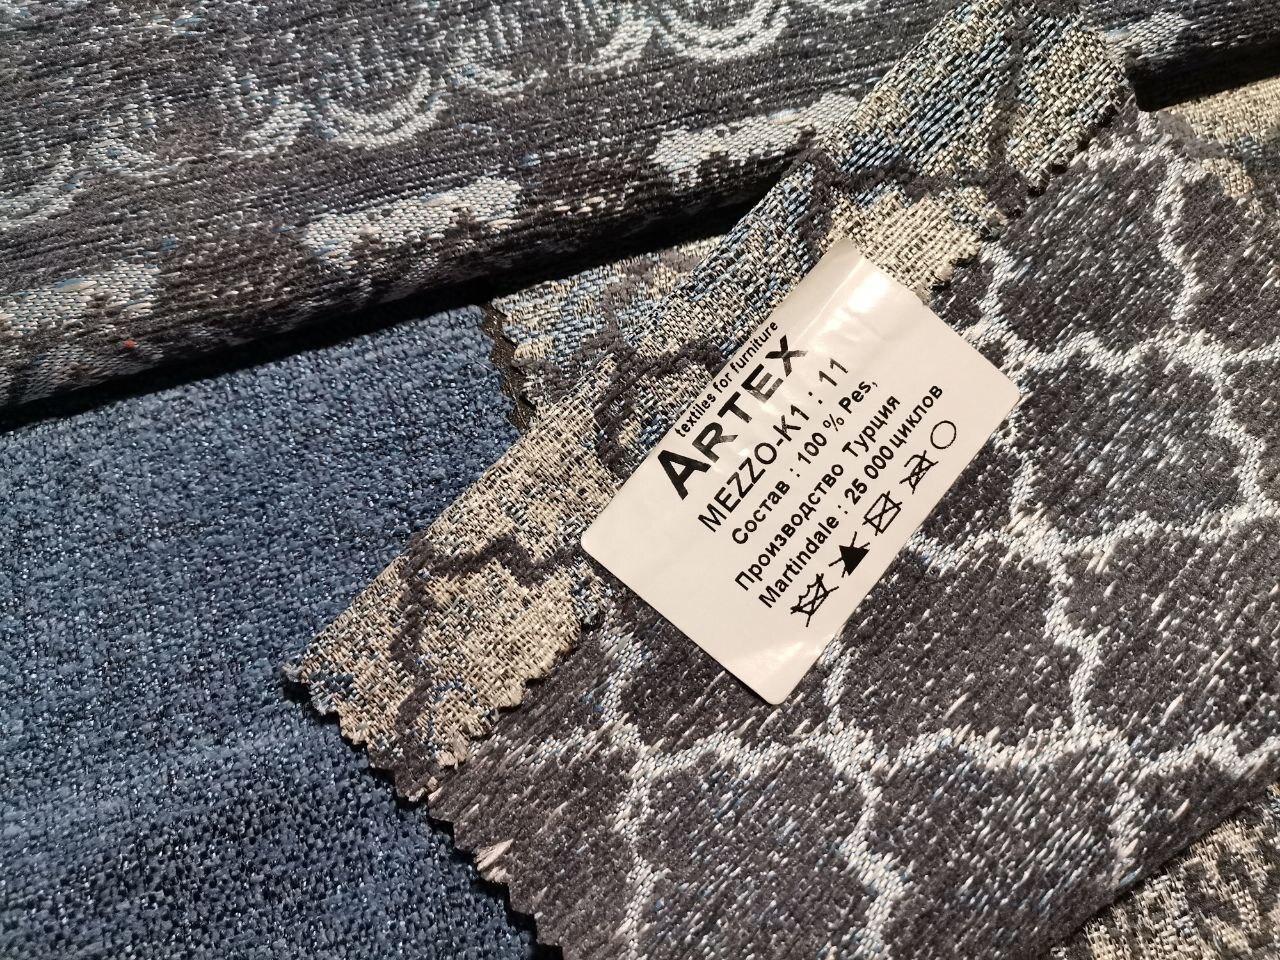 textiles for furniture
ARTEX
MEZZO-K1 : 11
Состав : 100 % Pes,
Производство Турция
Martindale : 25 000 циклов